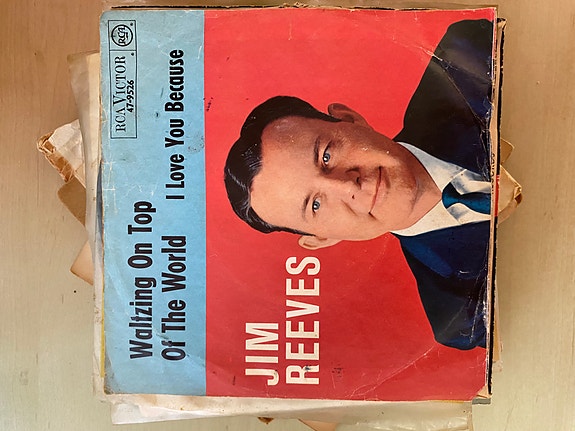 RCA VICTOR
47-9526
RCA
Waltzing On Top
Of The World
I Love You Because
JIM
REEVES